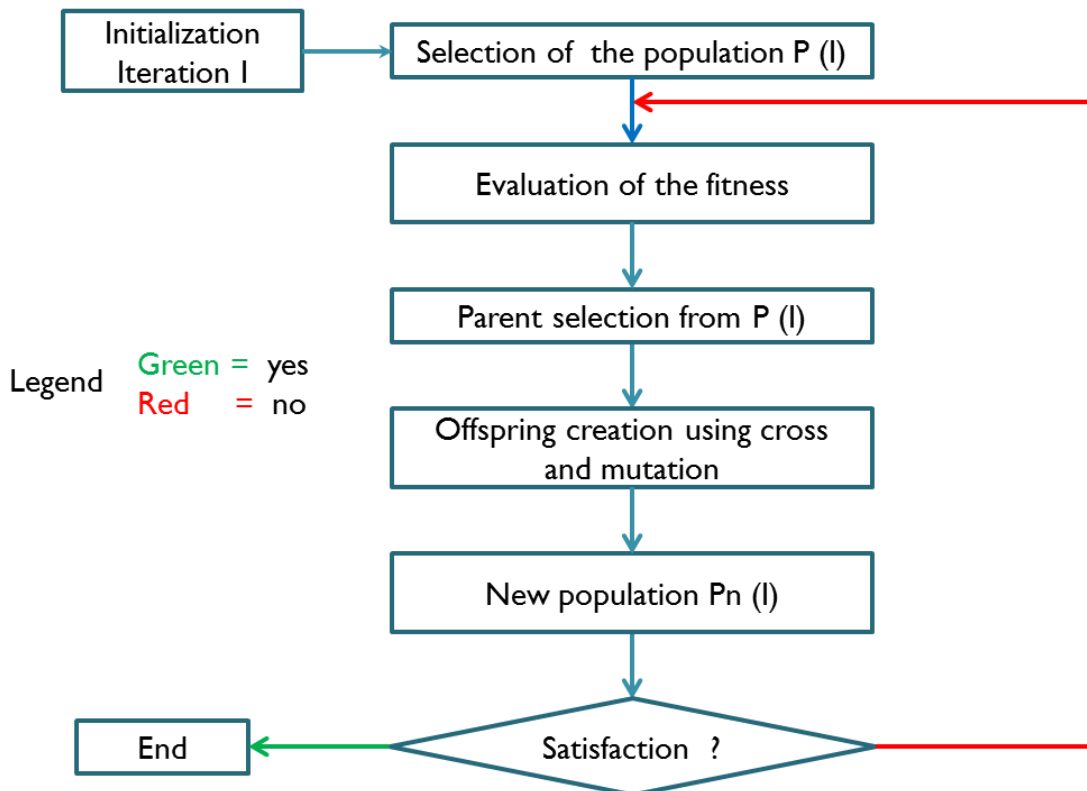 Initialization
Iteration I
Selection of the population P (I)
Evaluation of the fitness
Parent selection from P (I)
Legend
Green = yes
Red = no
Offspring creation using cross
and mutation
New population Pn (I)
Satisfaction ?
End